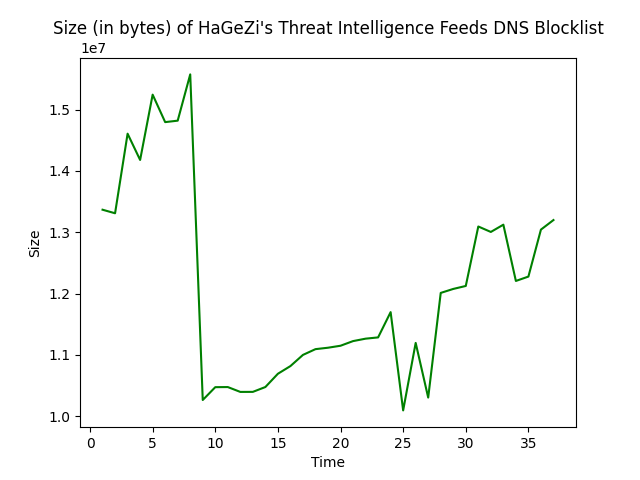 Size (in bytes) of HaGeZi's Threat Intelligence Feeds DNS Blocklist
1e7
1.5
1.4
1.3
1.2
1.1
1.0
Size
0 5 10 15 20 25 30 35
Time